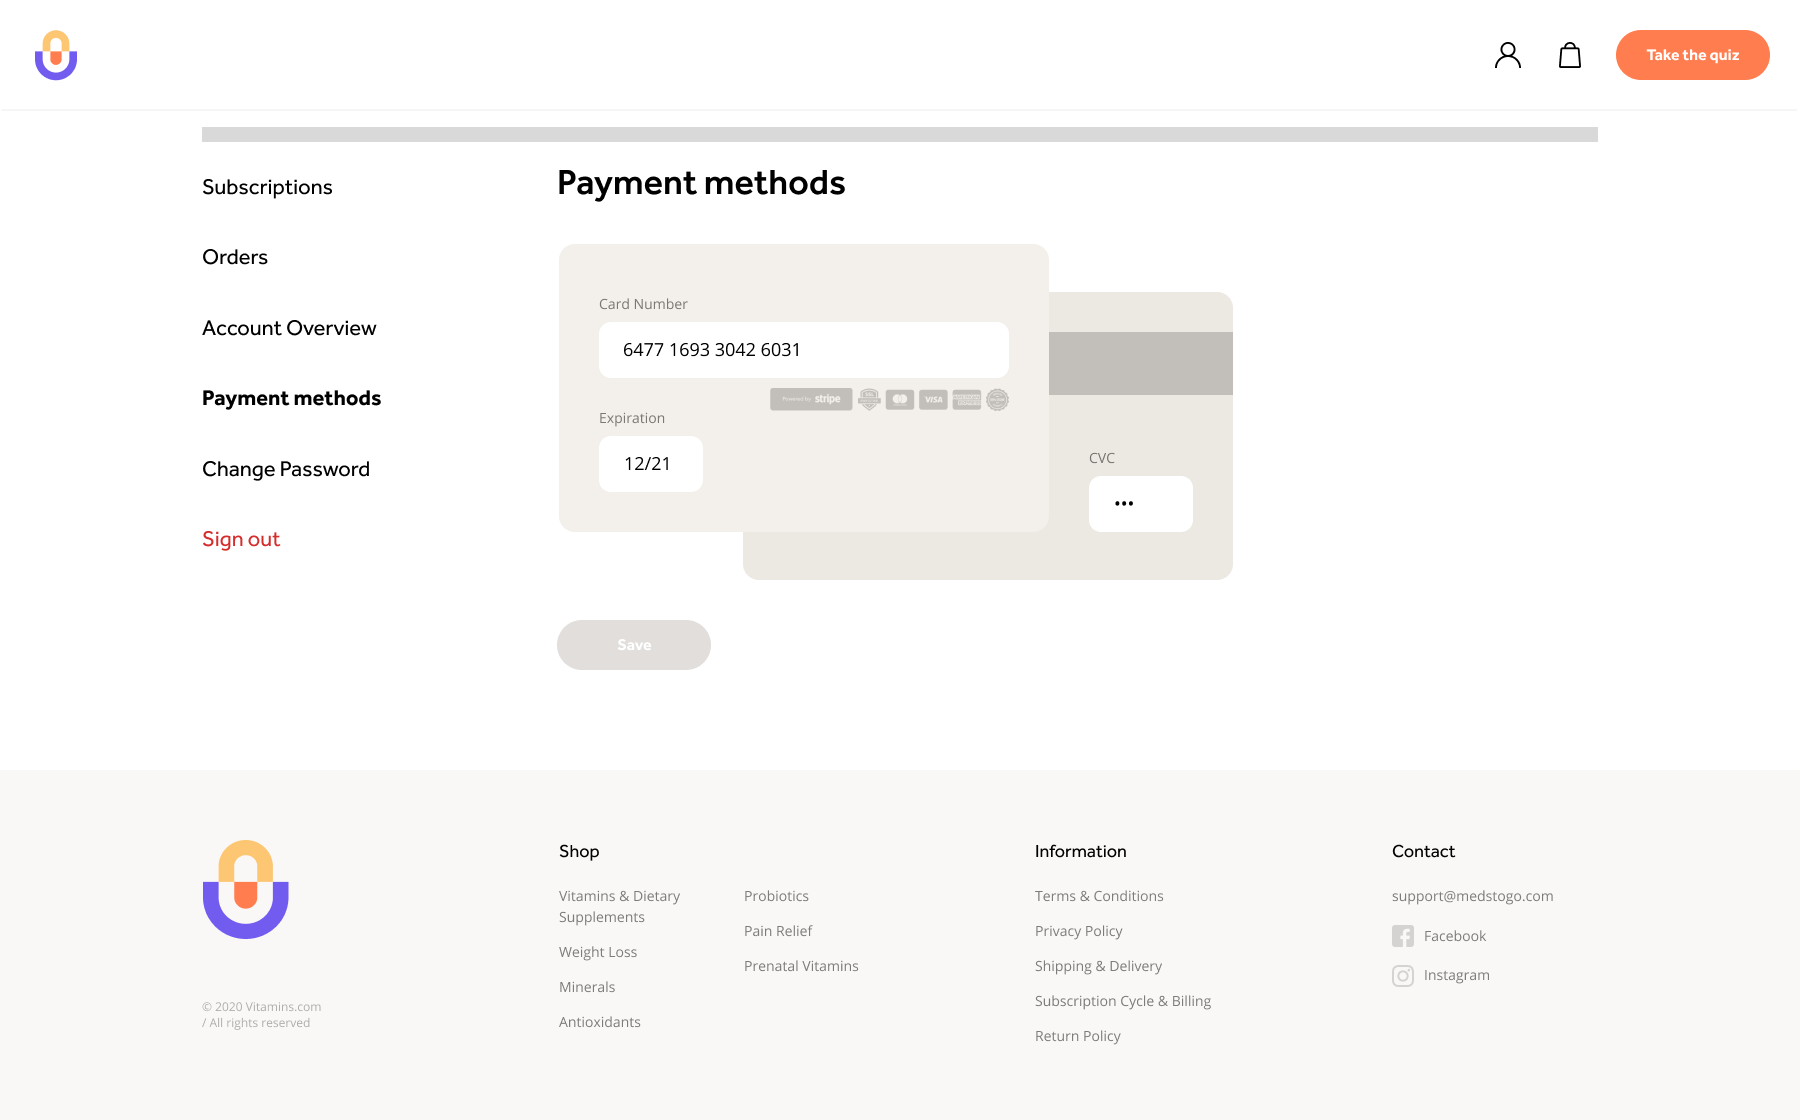 Take the quiz
Subscriptions
Orders
Account Overview
Payment methods
Change Password
Sign out
Payment methods
Card Number
6477 1693 3042 6031
Powered by stripe
VISA
Expiration
12/21
CVC
•••
Save
© 2020 Vitamins.com
/ All rights reserved
Shop
Vitamins & Dietary
Supplements
Weight Loss
Minerals
Antioxidants
Probiotics
Pain Relief
Prenatal Vitamins
Information
Terms & Conditions
Privacy Policy
Shipping & Delivery
Subscription Cycle & Billing
Return Policy
Contact
support@medstogo.com
Facebook
Instagram